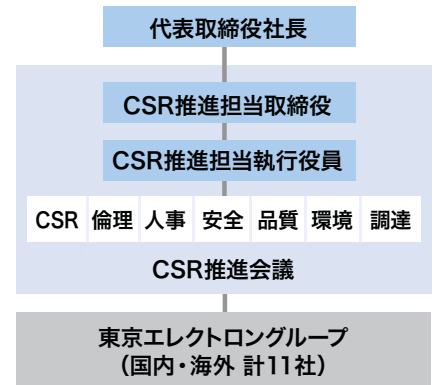 代表取締役社長
CSR推進担当取締役
CSR推進担当執行役員
CSR 倫理 人事 安全 品質 環境 調達
CSR推進会議
東京エレクトロングループ
（国内・海外 計11社）